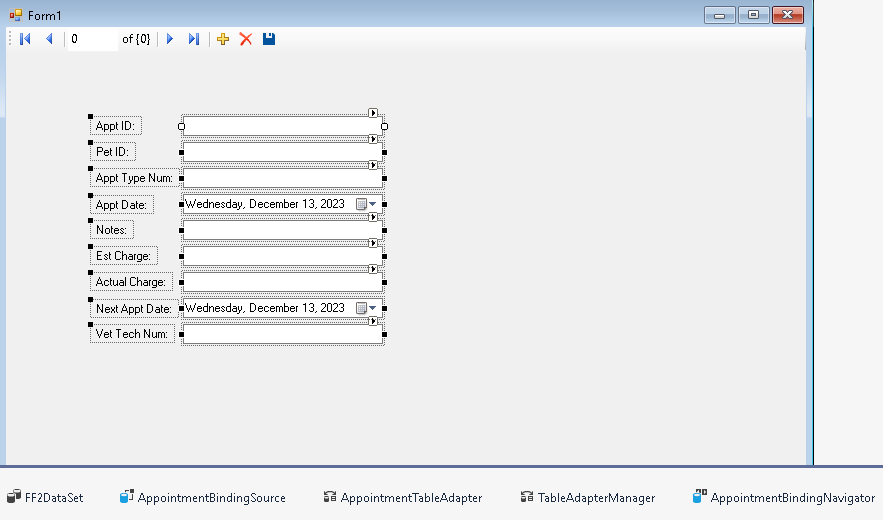 Form1
0 of {0}
Appt ID:
Pet ID:
Appt Type Num:
Appt Date: Wednesday, December 13, 2023
Notes:
Est Charge:
Actual Charge:
Next Appt Date: Wednesday, December 13, 2023
Vet Tech Num:
FF2DataSet AppointmentBindingSource AppointmentTableAdapter TableAdapterManager AppointmentBindingNavigator